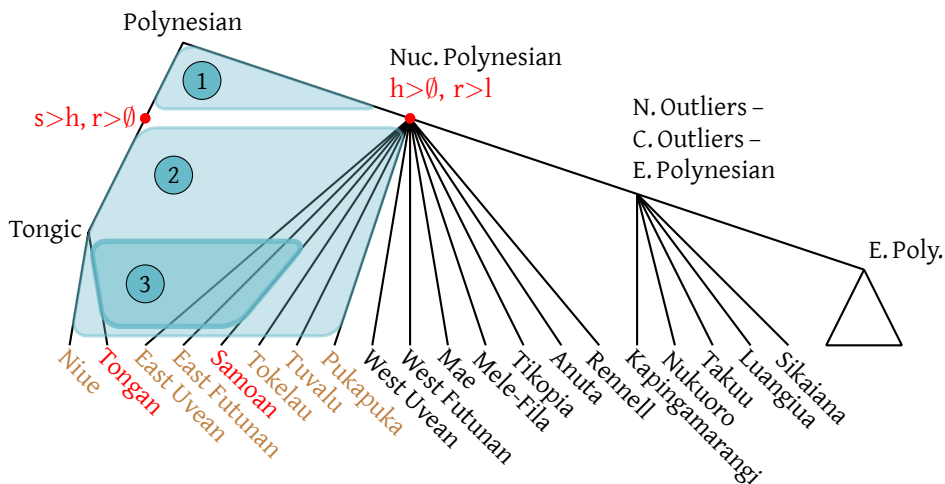 Polynesian
Nuc. Polynesian
h>∅, r>l
1
s>h, r>∅
N. Outliers –
C. Outliers –
E. Polynesian
2
Tongic
E. Poly.
3
Niue
Tongan
East Uvean
East Futunan
Samoan
Tokelau
Tuvalu
Pukapuka
West Uvean
West Futunan
Mae
Mele-Fila
Tikopia
Anuta
Rennell
Kapingamarangi
Nukuoro
Takuu
Luangiua
Sikaiana